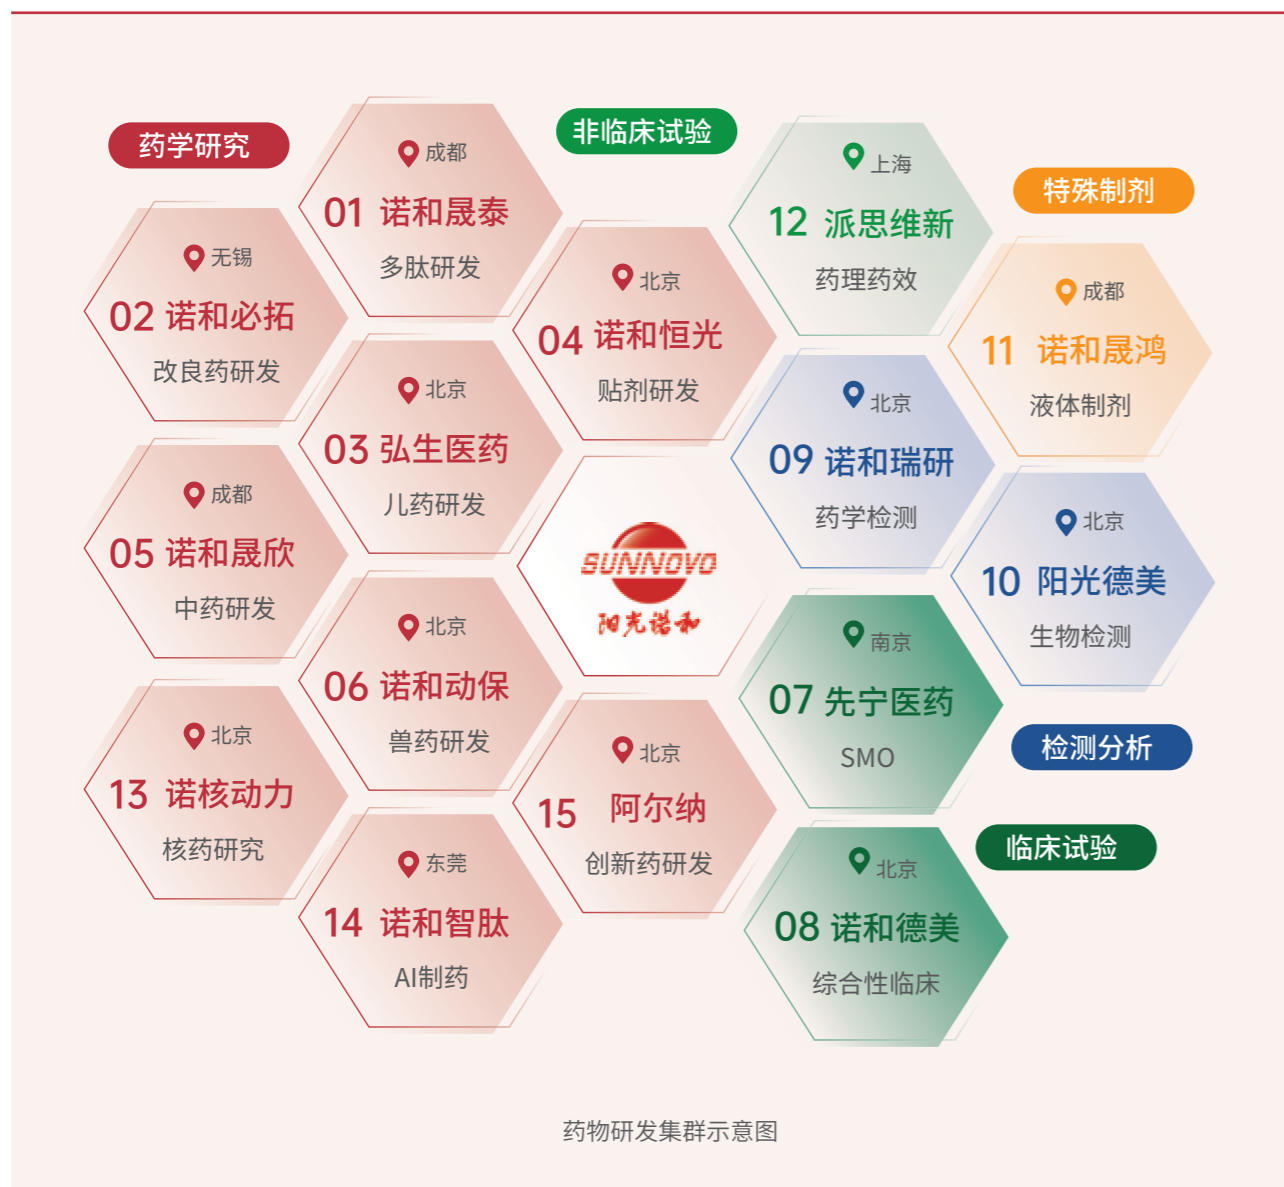 药学研究
成都
01 诺和晟泰
多肽研发
无锡
02 诺和必拓
改良药研发
北京
03 弘生医药
儿药研发
北京
04 诺和恒光
贴剂研发
成都
05 诺和晟欣
中药研发
北京
06 诺和动保
兽药研发
北京
13 诺核动力
核药研究
东莞
14 诺和智肽
AI制药
北京
15 阿尔纳
创新药研发
SUNNOVO
阳光诺和
非临床试验
上海
12 派思维新
药理药效
特殊制剂
成都
11 诺和晟鸿
液体制剂
北京
09 诺和瑞研
药学检测
北京
10 阳光德美
生物检测
检测分析
南京
07 先宁医药
SMO
临床试验
北京
08 诺和德美
综合性临床
药物研发集群示意图